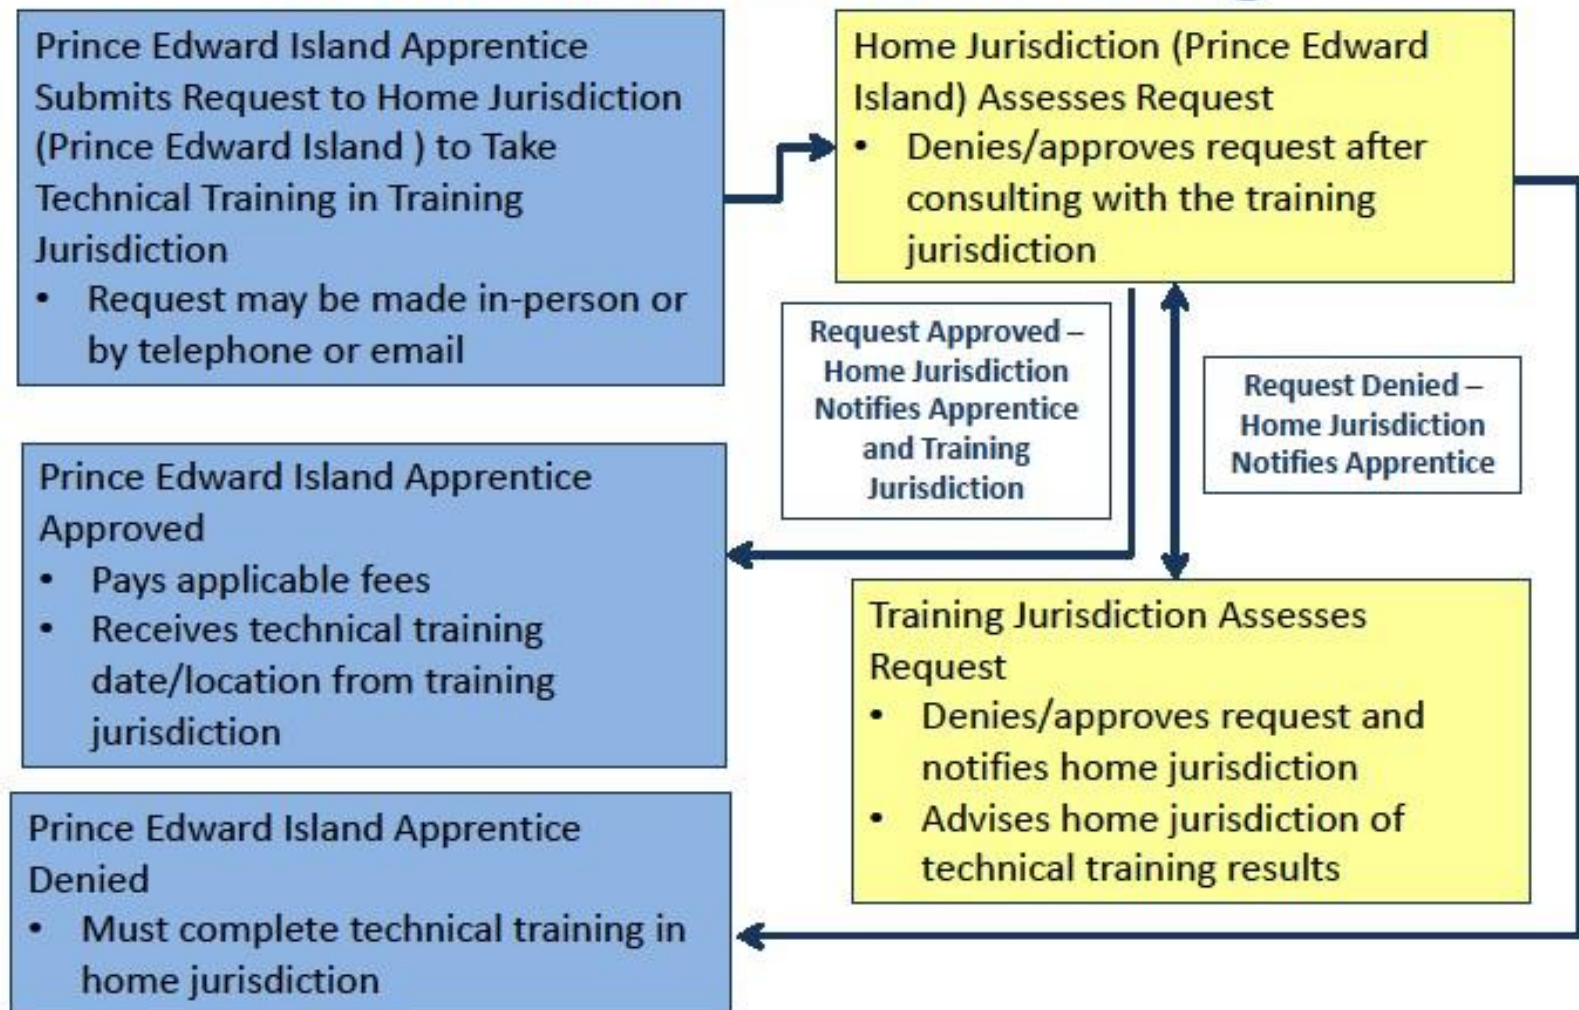 Prince Edward Island Apprentice
Submits Request to Home Jurisdiction
(Prince Edward Island ) to Take
Technical Training in Training
Jurisdiction
• Request may be made in-person or
by telephone or email
Home Jurisdiction (Prince Edward
Island) Assesses Request
• Denies/approves request after
consulting with the training
jurisdiction
Request Approved –
Home Jurisdiction
Notifies Apprentice
and Training
Jurisdiction
Request Denied –
Home Jurisdiction
Notifies Apprentice
Prince Edward Island Apprentice
Approved
• Pays applicable fees
• Receives technical training
date/location from training
jurisdiction
Training Jurisdiction Assesses
Request
• Denies/approves request and
notifies home jurisdiction
• Advises home jurisdiction of
technical training results
Prince Edward Island Apprentice
Denied
• Must complete technical training in
home jurisdiction